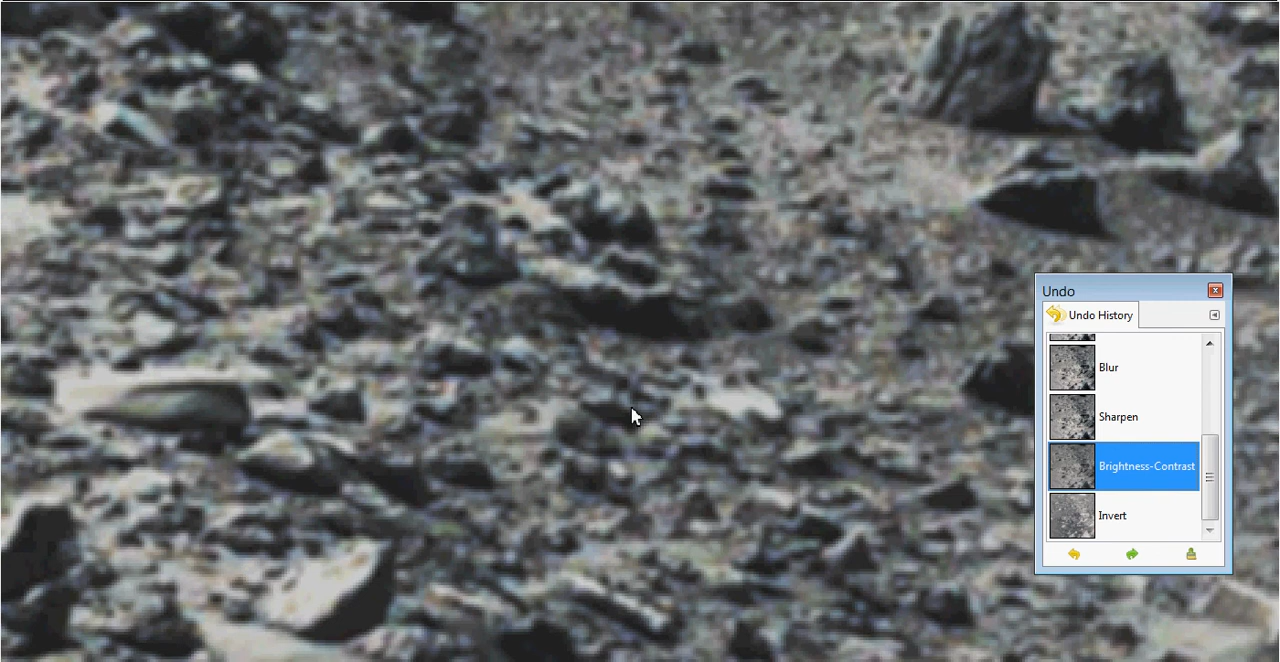 Undo
Undo History
Blur
Sharpen
Brightness-Contrast
Invert